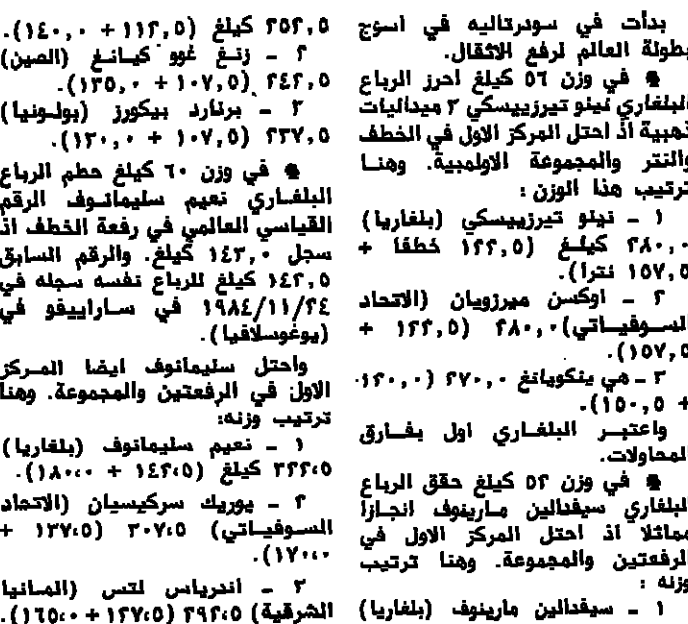 بدأت في سودرتاليه في اسوج
بطولة العالم لرفع الاثقال.
في وزن ٥٦ كيلغ احرز الرباع
البلغاري نينو تيرزييسكي ٣ ميداليات
ذهبية اذ احتل المركز الاول في الخطف
والنتر والمجموعة الاولمبية. وهنا
ترتيب هذا الوزن :
١ - نينو تيرزييسكي (بلغاريا)
٢٨٠,٠ كيلغ (١٢٢,٥ خطفا +
١٥٧,٥ نترا).
٢ - اوكسن ميرزويان (الاتحاد
السوفياتي) ٢٨٠,٠ (١٢٢,٥ +
١٥٧,٥).
٣ - هي ينكويانغ ٢٧٠,٠ (١٢٠,٠
+ ١٥٠,٥).
واعتبر البلغاري اول بفارق
المحاولات.
في وزن ٥٢ كيلغ حقق الرباع
البلغاري سيفدالين مارينوف انجازا
مماثلا اذ احتل المركز الاول في
الرفعتين والمجموعة. وهنا ترتيب
وزنه :
١ - سيفدالين مارينوف (بلغاريا)
٢٥٢,٥ كيلغ (١١٢,٥ + ١٤٠,٠).
٢ - زنغ غوو كيانغ (الصين)
٢٤٢,٥ (١٠٧,٥ + ١٣٥,٠).
٣ - برنارد بيكورز (بولونيا)
٢٣٧,٥ (١٠٧,٥ + ١٣٠,٠).
في وزن ٦٠ كيلغ حطم الرباع
البلغاري نعيم سليمانوف الرقم
القياسي العالمي في رفعة الخطف اذ
سجل ١٤٣,٠ كيلغ. والرقم السابق
١٤٢,٥ كيلغ للرباع نفسه سجله في
١٩٨٤/١١/٢٤ في ساراييفو في
(يوغوسلافيا).
واحتل سليمانوف ايضا المركز
الاول في الرفعتين والمجموعة. وهنا
ترتيب وزنه:
١ - نعيم سليمانوف (بلغاريا)
٣٢٢،٥ كيلغ (١٤٢،٥ + ١٨٠،٠).
٢ - يوريك سركيسيان (الاتحاد
السوفياتي) ٣٠٧،٥ (١٣٧،٥ +
١٧٠،٠).
٣ - اندرياس لتس (المانيا
الشرقية) ٢٩٢،٥ (١٢٧،٥ + ١٦٥،٠).